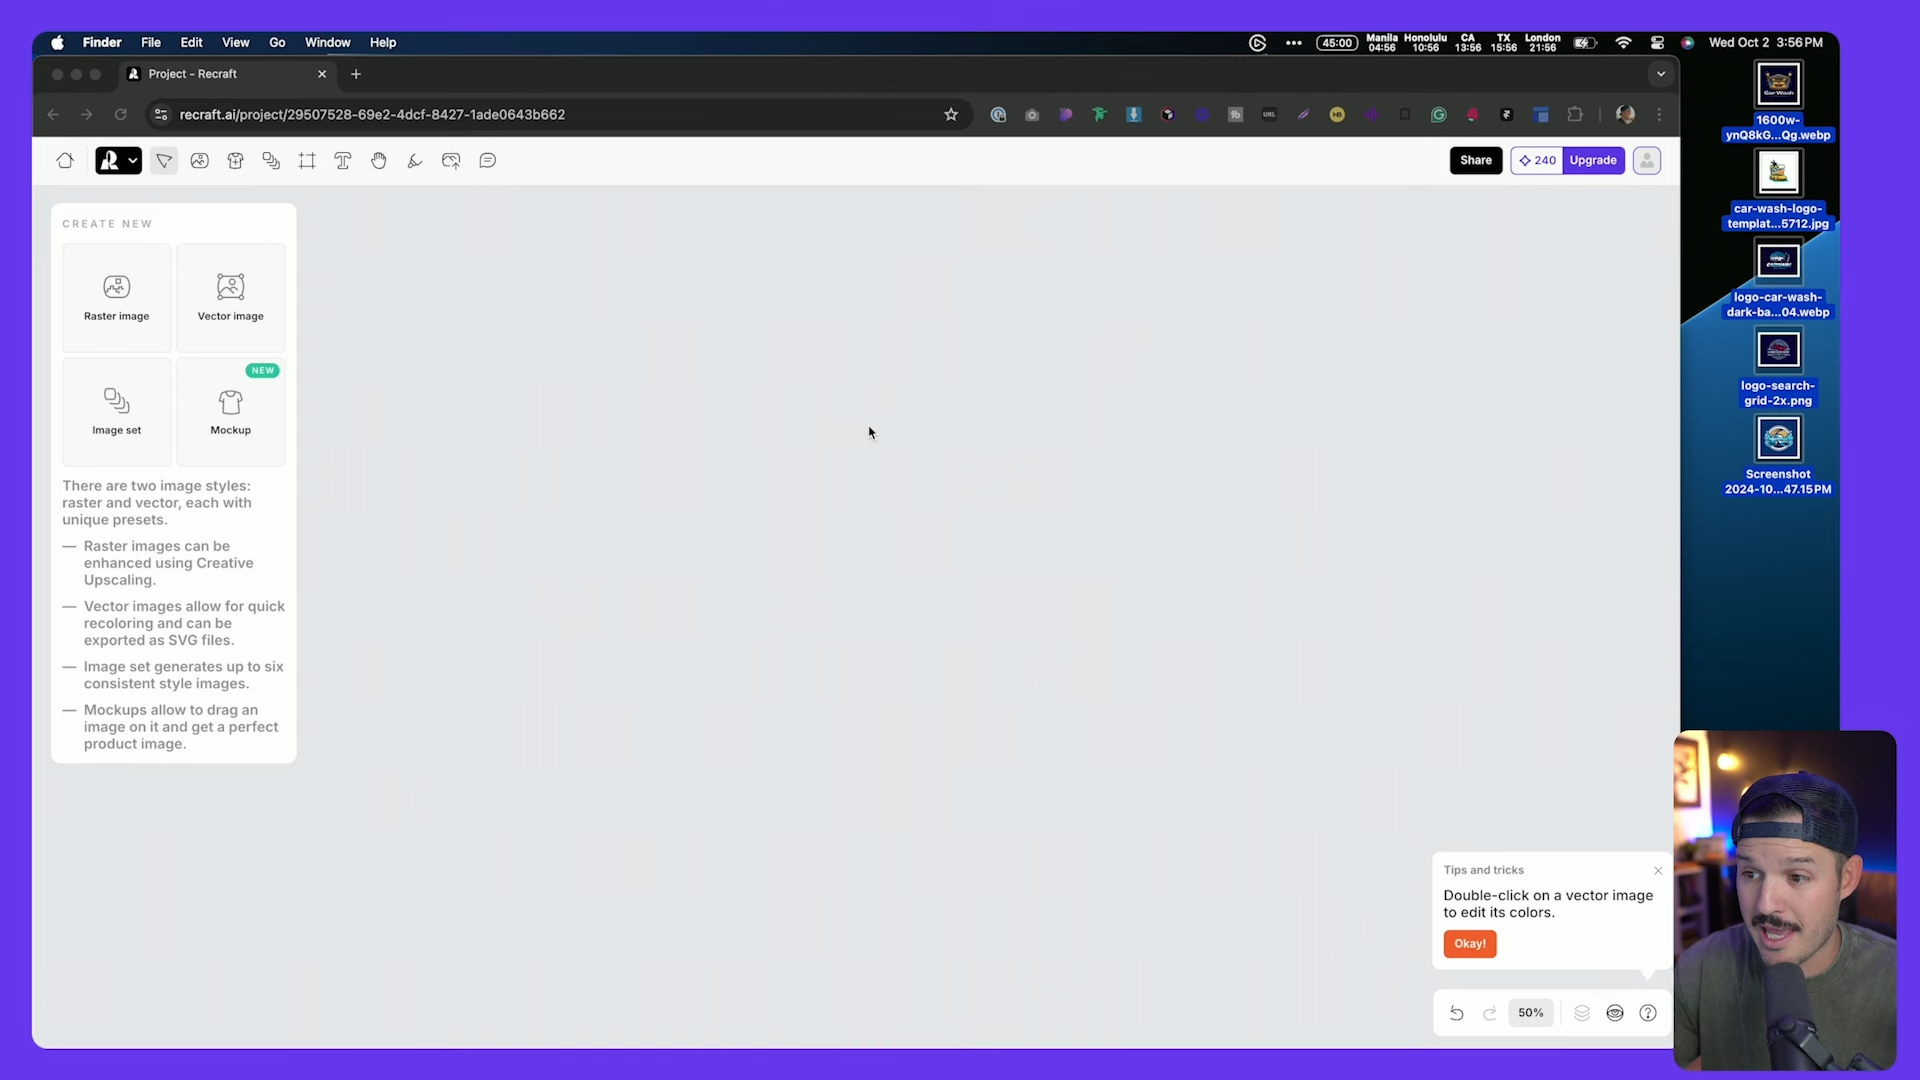 Finder File Edit View Go Window Help
45:00
Manila Honolulu CA TX London
04:56 10:56 13:56 15:56 21:56
Wed Oct 2 3:56 PM
Project - Recraft
recraft.ai/project/29507528-69e2-4dcf-8427-1ade0643b662
Share
240
Upgrade
CREATE NEW
Raster image
Vector image
NEW
Image set
Mockup
There are two image styles:
raster and vector, each with
unique presets.
— Raster images can be
enhanced using Creative
Upscaling.
— Vector images allow for quick
recoloring and can be
exported as SVG files.
— Image set generates up to six
consistent style images.
— Mockups allow to drag an
image on it and get a perfect
product image.
1600w-
ynQ8kG...Qg.webp
car-wash-logo-
templat...5712.jpg
logo-car-wash-
dark-ba...04.webp
logo-search-
grid-2x.png
Screenshot
2024-10...47.15 PM
Tips and tricks
Double-click on a vector image
to edit its colors.
Okay!
50%